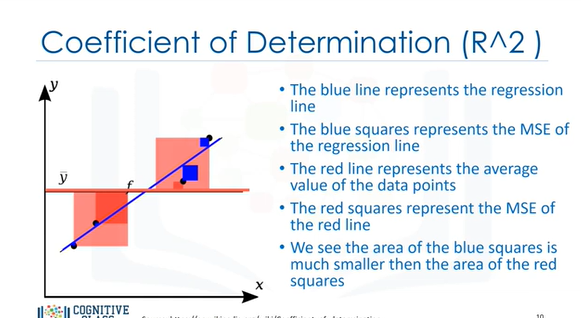 Coefficient of Determination (R^2 )
y
ȳ
f
x
• The blue line represents the regression
line
• The blue squares represents the MSE of
the regression line
• The red line represents the average
value of the data points
• The red squares represent the MSE of
the red line
• We see the area of the blue squares is
much smaller then the area of the red
squares
COGNITIVE
10